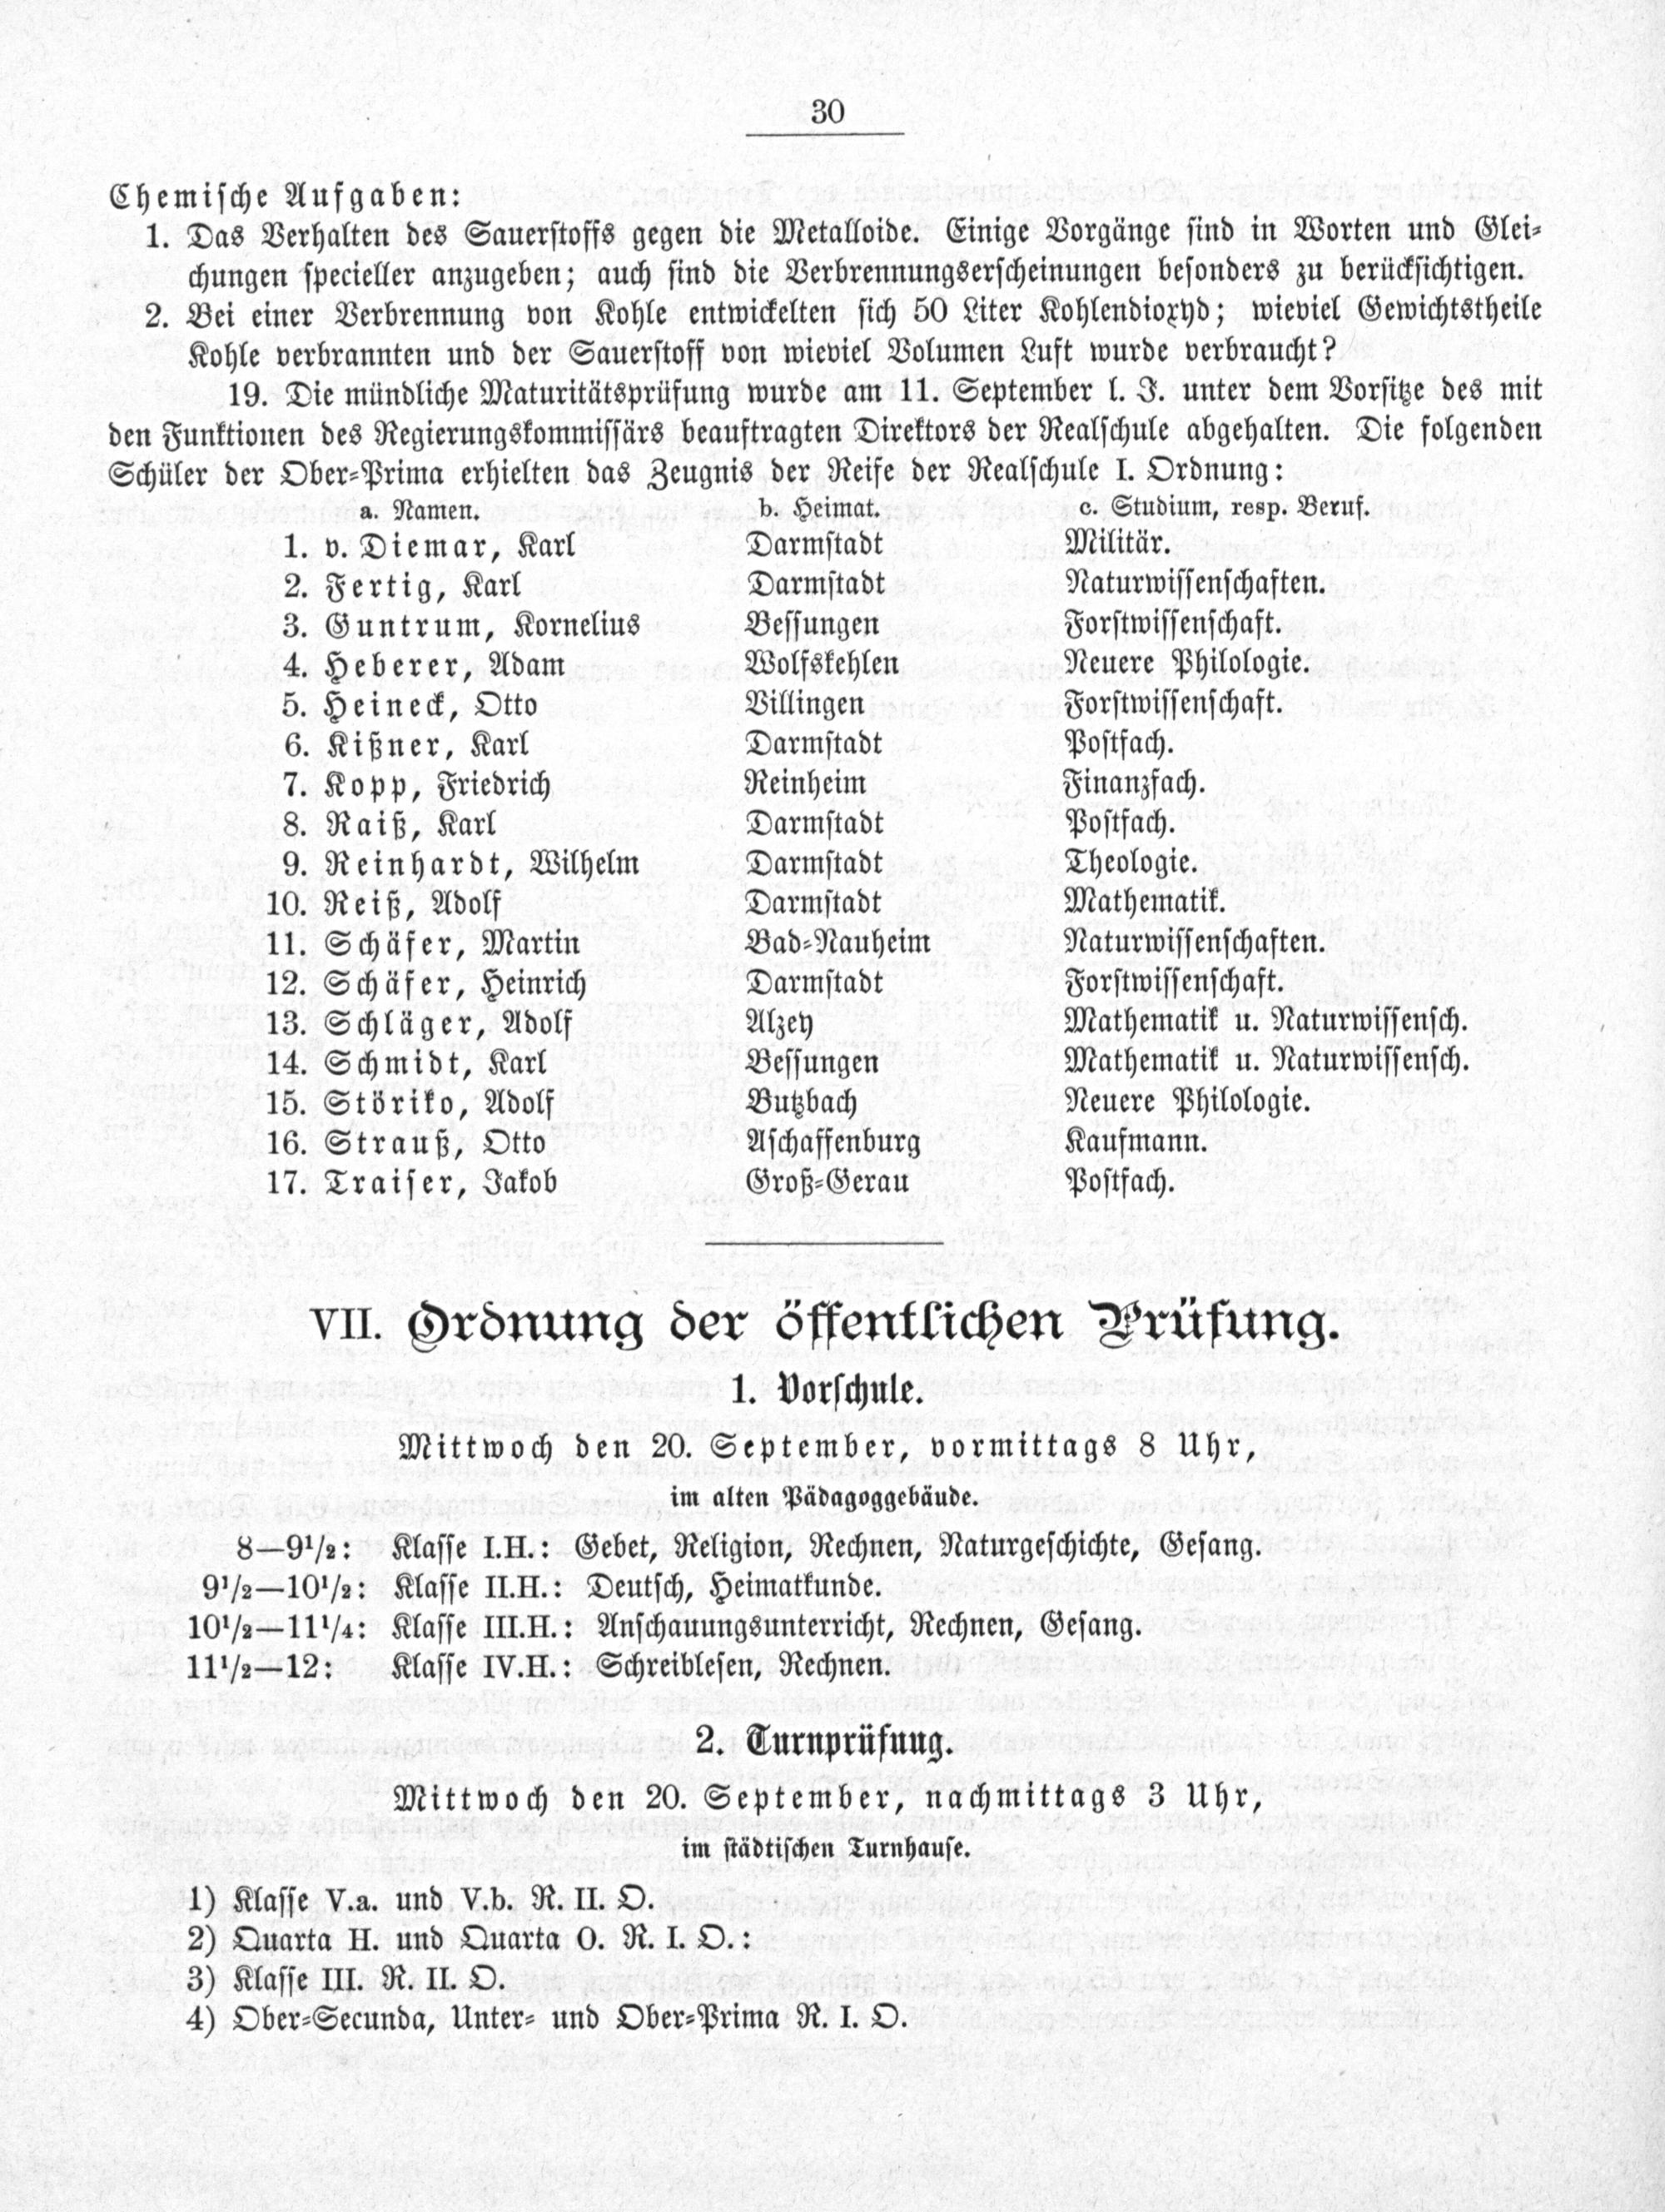 30
Chemische Aufgaben:
1. Das Verhalten des Sauerstoffs gegen die Metalloide. Einige Vorgänge sind in Worten und Glei-
chungen specieller anzugeben; auch sind die Verbrennungserscheinungen besonders zu berücksichtigen.
2. Bei einer Verbrennung von Kohle entwickelten sich 50 Liter Kohlendioxyd; wieviel Gewichtstheile
Kohle verbrannten und der Sauerstoff von wieviel Volumen Luft wurde verbraucht?
19. Die mündliche Maturitätsprüfung wurde am 11. September l. J. unter dem Vorsitze des mit
den Funktionen des Regierungskommissärs beauftragten Direktors der Realschule abgehalten. Die folgenden
Schüler der Ober-Prima erhielten das Zeugnis der Reife der Realschule I. Ordnung:
a. Namen. b. Heimat. c. Studium, resp. Beruf.
1. v. Diemar, Karl Darmstadt Militär.
2. Fertig, Karl Darmstadt Naturwissenschaften.
3. Guntrum, Kornelius Bessungen Forstwissenschaft.
4. Heberer, Adam Wolfskehlen Neuere Philologie.
5. Heineck, Otto Villingen Forstwissenschaft.
6. Kißner, Karl Darmstadt Postfach.
7. Kopp, Friedrich Reinheim Finanzfach.
8. Raiß, Karl Darmstadt Postfach.
9. Reinhardt, Wilhelm Darmstadt Theologie.
10. Reiß, Adolf Darmstadt Mathematik.
11. Schäfer, Martin Bad-Nauheim Naturwissenschaften.
12. Schäfer, Heinrich Darmstadt Forstwissenschaft.
13. Schläger, Adolf Alzey Mathematik u. Naturwissensch.
14. Schmidt, Karl Bessungen Mathematik u. Naturwissensch.
15. Störiko, Adolf Butzbach Neuere Philologie.
16. Strauß, Otto Aschaffenburg Kaufmann.
17. Traiser, Jakob Groß-Gerau Postfach.
VII. Ordnung der öffentlichen Prüfung.
1. Vorschule.
Mittwoch den 20. September, vormittags 8 Uhr,
im alten Pädagoggebäude.
8—9¹/₂: Klasse I.H.: Gebet, Religion, Rechnen, Naturgeschichte, Gesang.
9¹/₂—10¹/₂: Klasse II.H.: Deutsch, Heimatkunde.
10¹/₂—11¹/₄: Klasse III.H.: Anschauungsunterricht, Rechnen, Gesang.
11¹/₂—12: Klasse IV.H.: Schreiblesen, Rechnen.
2. Turnprüfung.
Mittwoch den 20. September, nachmittags 3 Uhr,
im städtischen Turnhause.
1) Klasse V.a. und V.b. R. II. O.
2) Quarta H. und Quarta O. R. I. O.:
3) Klasse III. R. II. O.
4) Ober-Secunda, Unter- und Ober-Prima R. I. O.